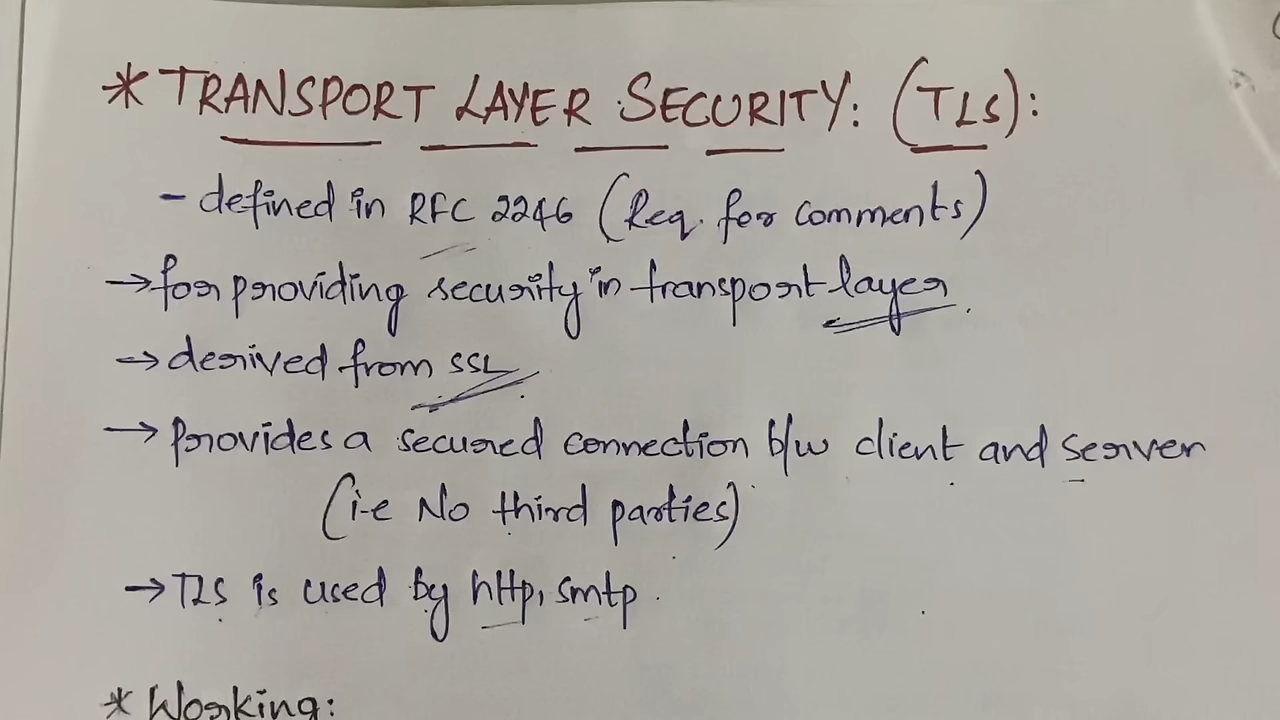 * TRANSPORT LAYER SECURITY: (TLS):
- defined in RFC 2246 (Req. for comments)
→ for providing security in transport layer.
→ derived from SSL.
→ provides a secured connection b/w client and server
(i.e No third parties)
→ TLS is used by http, smtp.
* Working: